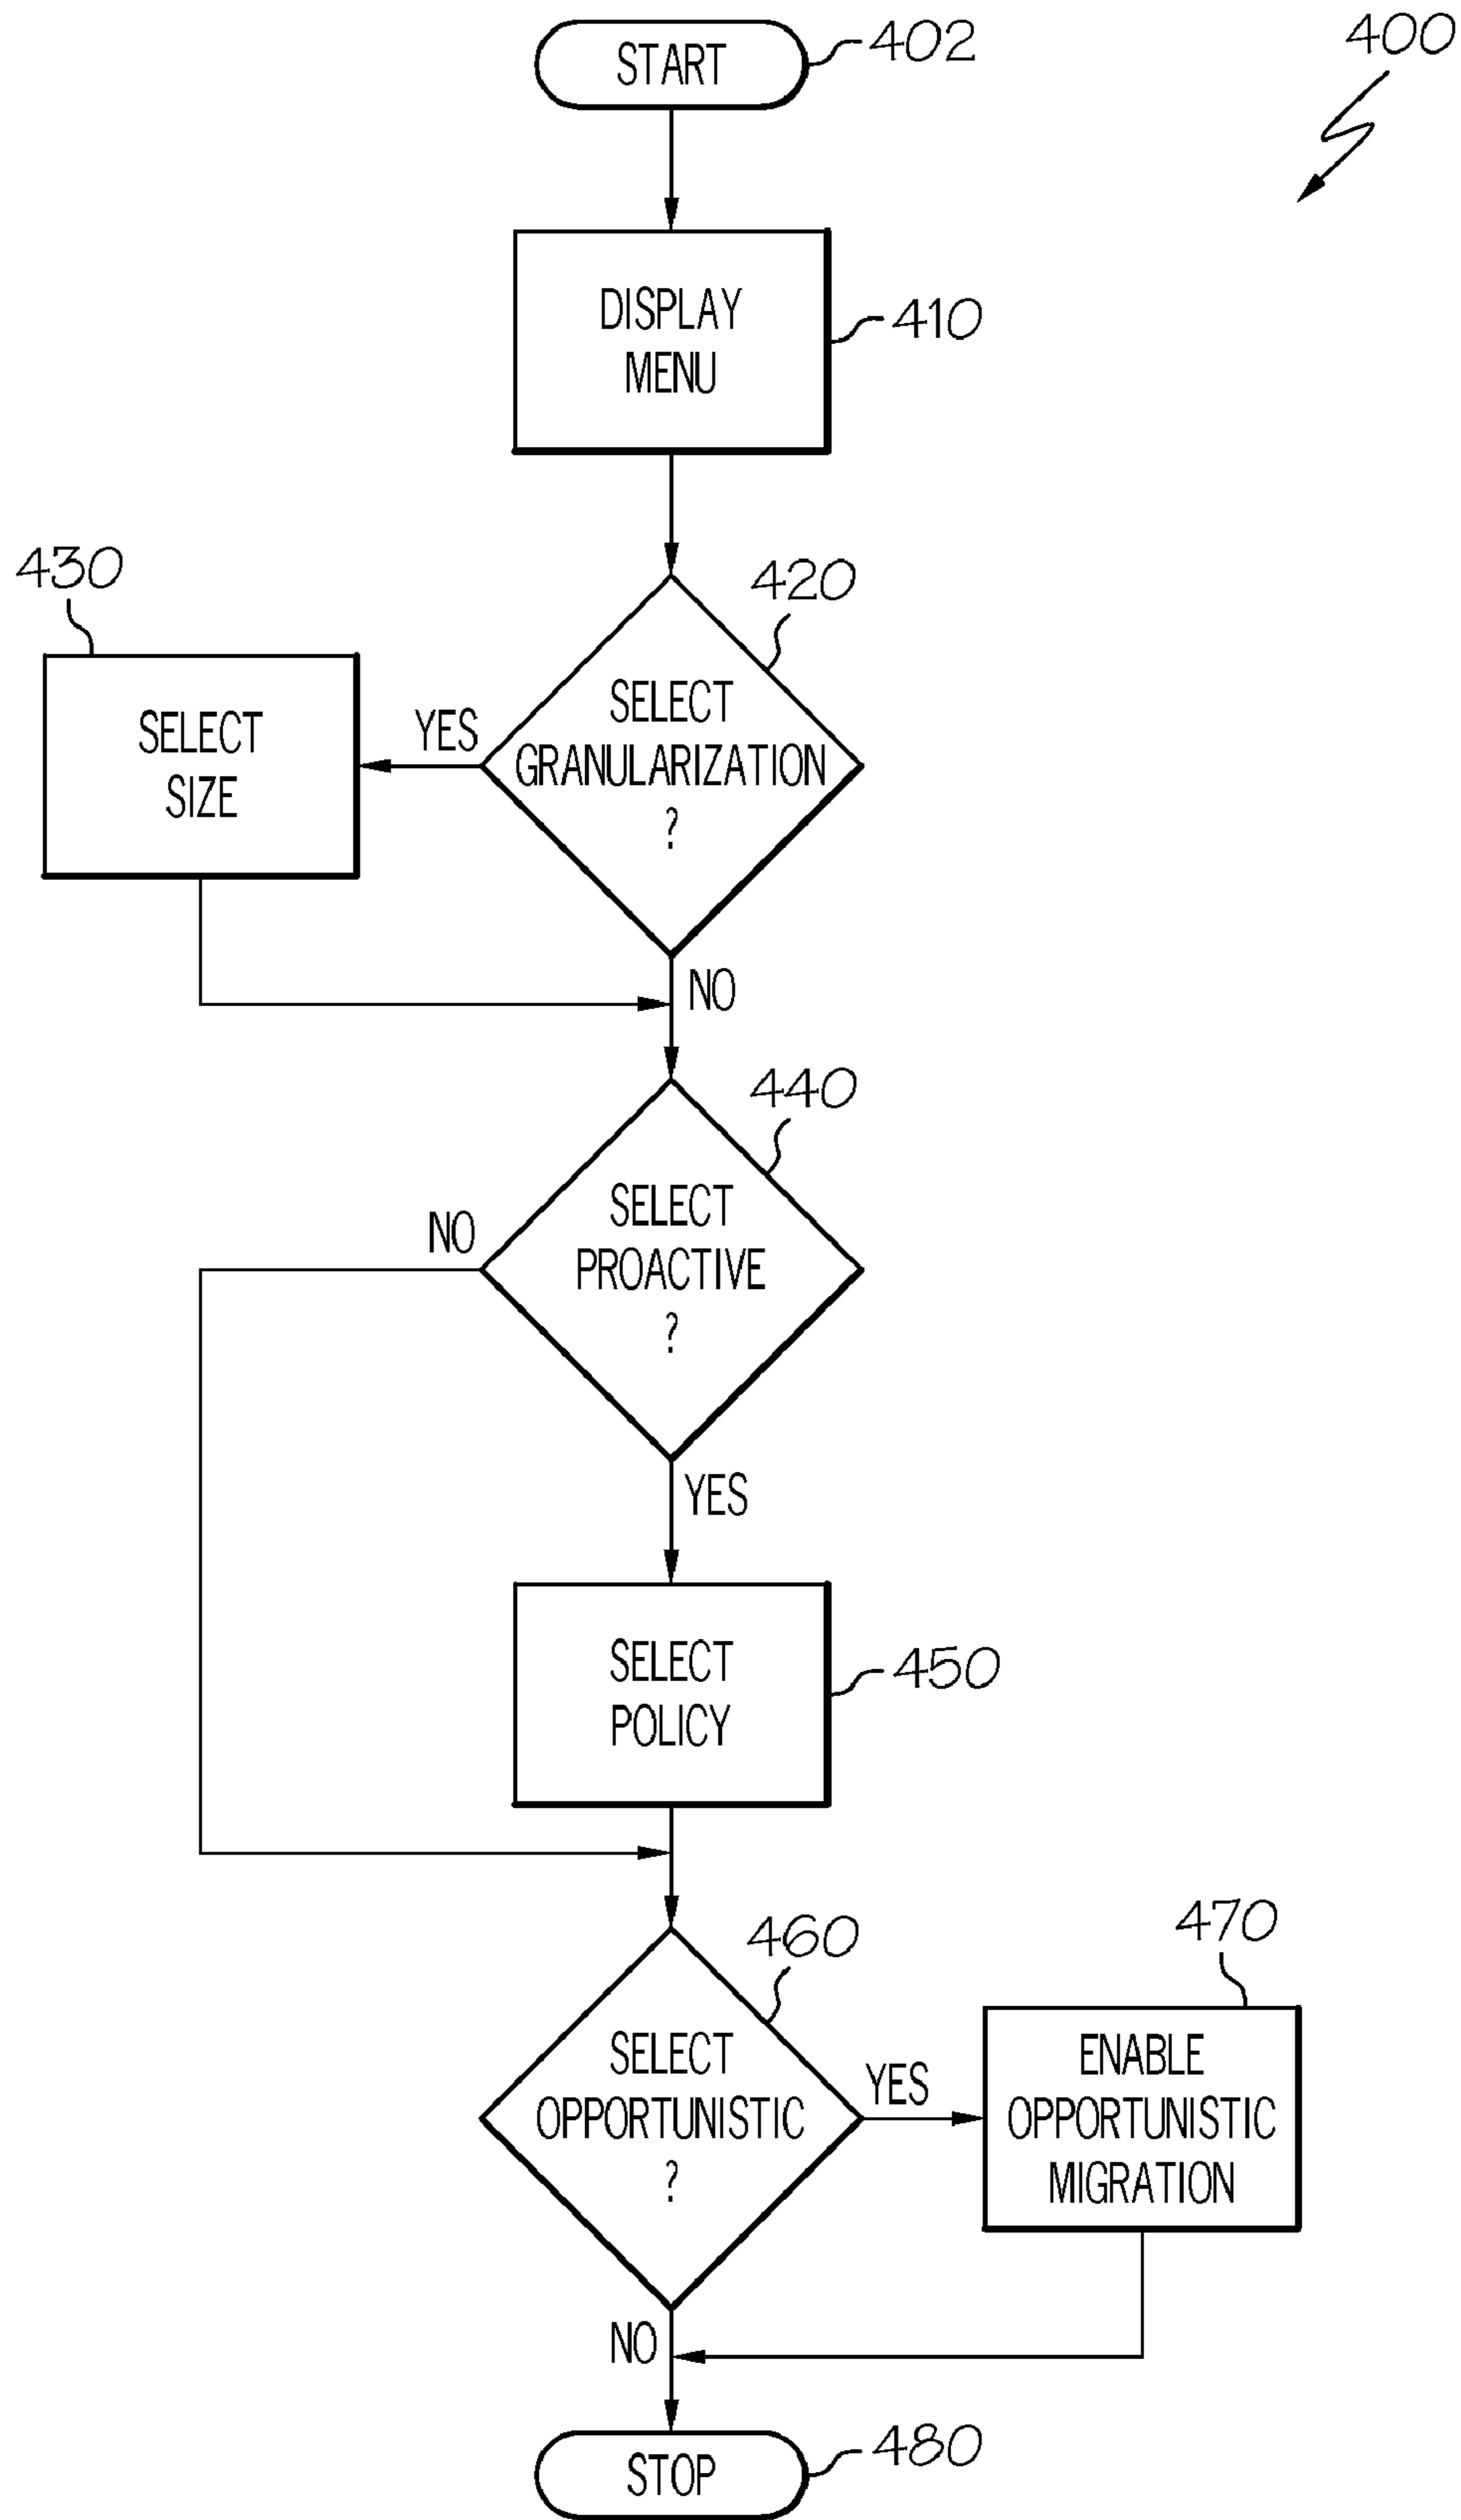 START
402
400
DISPLAY
MENU
410
430
420
SELECT
SIZE
YES
SELECT
GRANULARIZATION
?
NO
440
NO
SELECT
PROACTIVE
?
YES
SELECT
POLICY
450
460
470
SELECT
OPPORTUNISTIC
?
YES
ENABLE
OPPORTUNISTIC
MIGRATION
NO
STOP
480